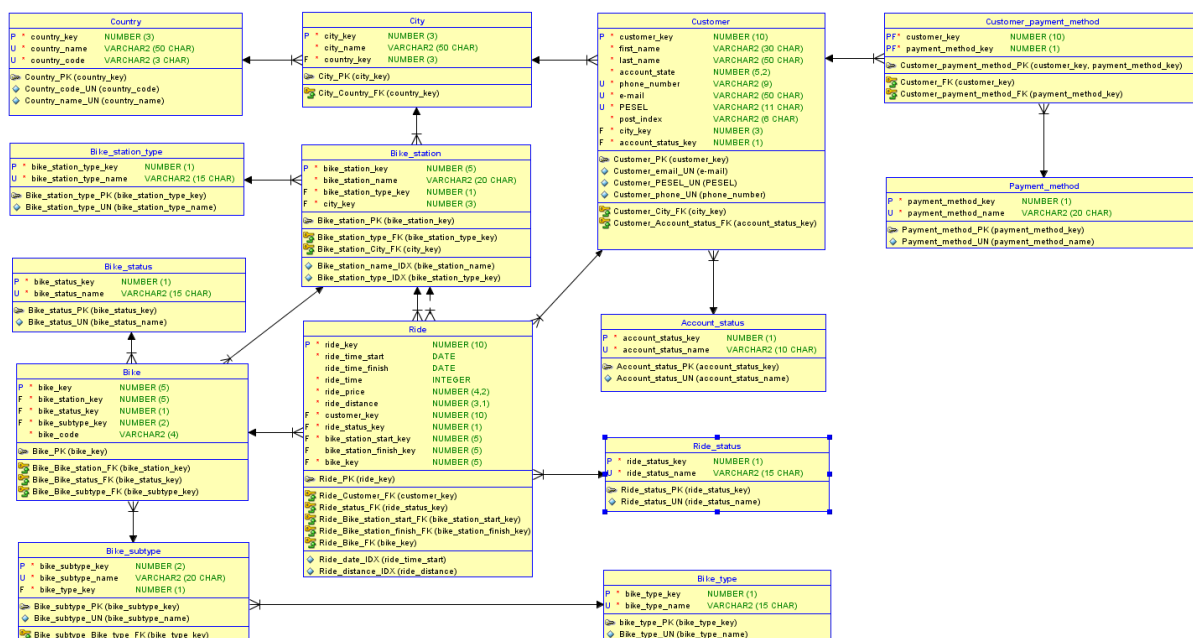 Country
P * country_key NUMBER (3)
U * country_name VARCHAR2 (50 CHAR)
U * country_code VARCHAR2 (3 CHAR)
Country_PK (country_key)
Country_code_UN (country_code)
Country_name_UN (country_name)
City
P * city_key NUMBER (3)
* city_name VARCHAR2 (50 CHAR)
F * country_key NUMBER (3)
City_PK (city_key)
City_Country_FK (country_key)
Customer
P * customer_key NUMBER (10)
* first_name VARCHAR2 (30 CHAR)
* last_name VARCHAR2 (50 CHAR)
* account_state NUMBER (5,2)
U * phone_number VARCHAR2 (9)
U * e-mail VARCHAR2 (50 CHAR)
U * PESEL VARCHAR2 (11 CHAR)
* post_index VARCHAR2 (6 CHAR)
F * city_key NUMBER (3)
F * account_status_key NUMBER (1)
Customer_PK (customer_key)
Customer_email_UN (e-mail)
Customer_PESEL_UN (PESEL)
Customer_phone_UN (phone_number)
Customer_City_FK (city_key)
Customer_Account_status_FK (account_status_key)
Customer_payment_method
PF* customer_key NUMBER (10)
PF* payment_method_key NUMBER (1)
Customer_payment_method_PK (customer_key, payment_method_key)
Customer_FK (customer_key)
Customer_payment_method_FK (payment_method_key)
Bike_station_type
P * bike_station_type_key NUMBER (1)
U * bike_station_type_name VARCHAR2 (15 CHAR)
Bike_station_type_PK (bike_station_type_key)
Bike_station_type_UN (bike_station_type_name)
Bike_station
P * bike_station_key NUMBER (5)
* bike_station_name VARCHAR2 (20 CHAR)
F * bike_station_type_key NUMBER (1)
F * city_key NUMBER (3)
Bike_station_PK (bike_station_key)
Bike_station_type_FK (bike_station_type_key)
Bike_station_City_FK (city_key)
Bike_station_name_IDX (bike_station_name)
Bike_station_type_IDX (bike_station_type_key)
Payment_method
P * payment_method_key NUMBER (1)
U * payment_method_name VARCHAR2 (20 CHAR)
Payment_method_PK (payment_method_key)
Payment_method_UN (payment_method_name)
Bike_status
P * bike_status_key NUMBER (1)
U * bike_status_name VARCHAR2 (15 CHAR)
Bike_status_PK (bike_status_key)
Bike_status_UN (bike_status_name)
Ride
P * ride_key NUMBER (10)
* ride_time_start DATE
ride_time_finish DATE
* ride_time INTEGER
* ride_price NUMBER (4,2)
* ride_distance NUMBER (3,1)
F * customer_key NUMBER (10)
F * ride_status_key NUMBER (1)
F * bike_station_start_key NUMBER (5)
F bike_station_finish_key NUMBER (5)
F * bike_key NUMBER (5)
Ride_PK (ride_key)
Ride_Customer_FK (customer_key)
Ride_status_FK (ride_status_key)
Ride_Bike_station_start_FK (bike_station_start_key)
Ride_Bike_station_finish_FK (bike_station_finish_key)
Ride_Bike_FK (bike_key)
Ride_date_IDX (ride_time_start)
Ride_distance_IDX (ride_distance)
Account_status
P * account_status_key NUMBER (1)
U * account_status_name VARCHAR2 (10 CHAR)
Account_status_PK (account_status_key)
Account_status_UN (account_status_name)
Bike
P * bike_key NUMBER (5)
F * bike_station_key NUMBER (5)
F * bike_status_key NUMBER (1)
F * bike_subtype_key NUMBER (2)
* bike_code VARCHAR2 (4)
Bike_PK (bike_key)
Bike_Bike_station_FK (bike_station_key)
Bike_Bike_status_FK (bike_status_key)
Bike_Bike_subtype_FK (bike_subtype_key)
Ride_status
P * ride_status_key NUMBER (1)
U * ride_status_name VARCHAR2 (15 CHAR)
Ride_status_PK (ride_status_key)
Ride_status_UN (ride_status_name)
Bike_subtype
P * bike_subtype_key NUMBER (2)
U * bike_subtype_name VARCHAR2 (20 CHAR)
F * bike_type_key NUMBER (1)
Bike_subtype_PK (bike_subtype_key)
Bike_subtype_UN (bike_subtype_name)
Bike_subtype_Bike_type_FK (bike_type_key)
Bike_type
P * bike_type_key NUMBER (1)
U * bike_type_name VARCHAR2 (15 CHAR)
bike_type_PK (bike_type_key)
Bike_type_UN (bike_type_name)